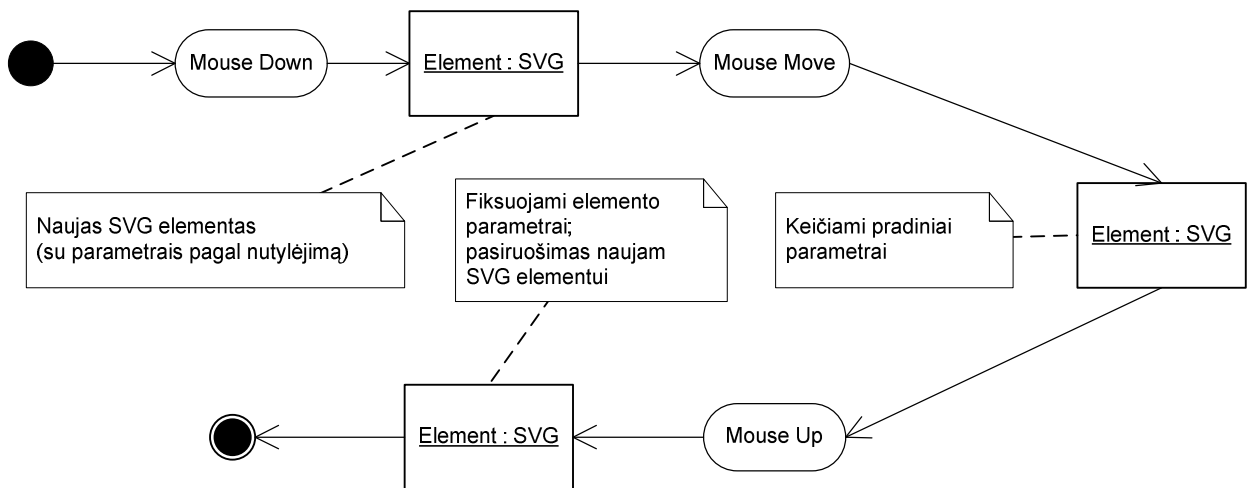 Mouse Down
Element : SVG
Mouse Move
Naujas SVG elementas
(su parametrais pagal nutylėjimą)
Fiksuojami elemento
parametrai;
pasiruošimas naujam
SVG elementui
Keičiami pradiniai
parametrai
Element : SVG
Element : SVG
Mouse Up